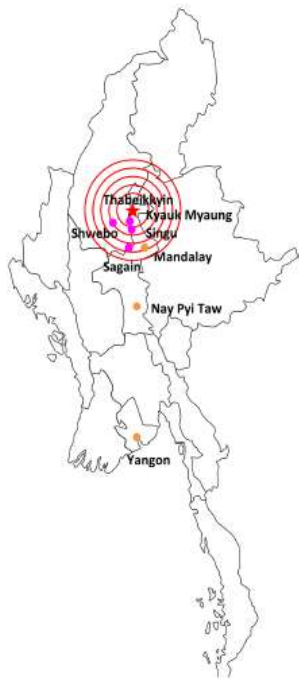 Thabeikkyin
Kyauk Myaung
Shwebo
Singu
Sagain
Mandalay
Nay Pyi Taw
Yangon